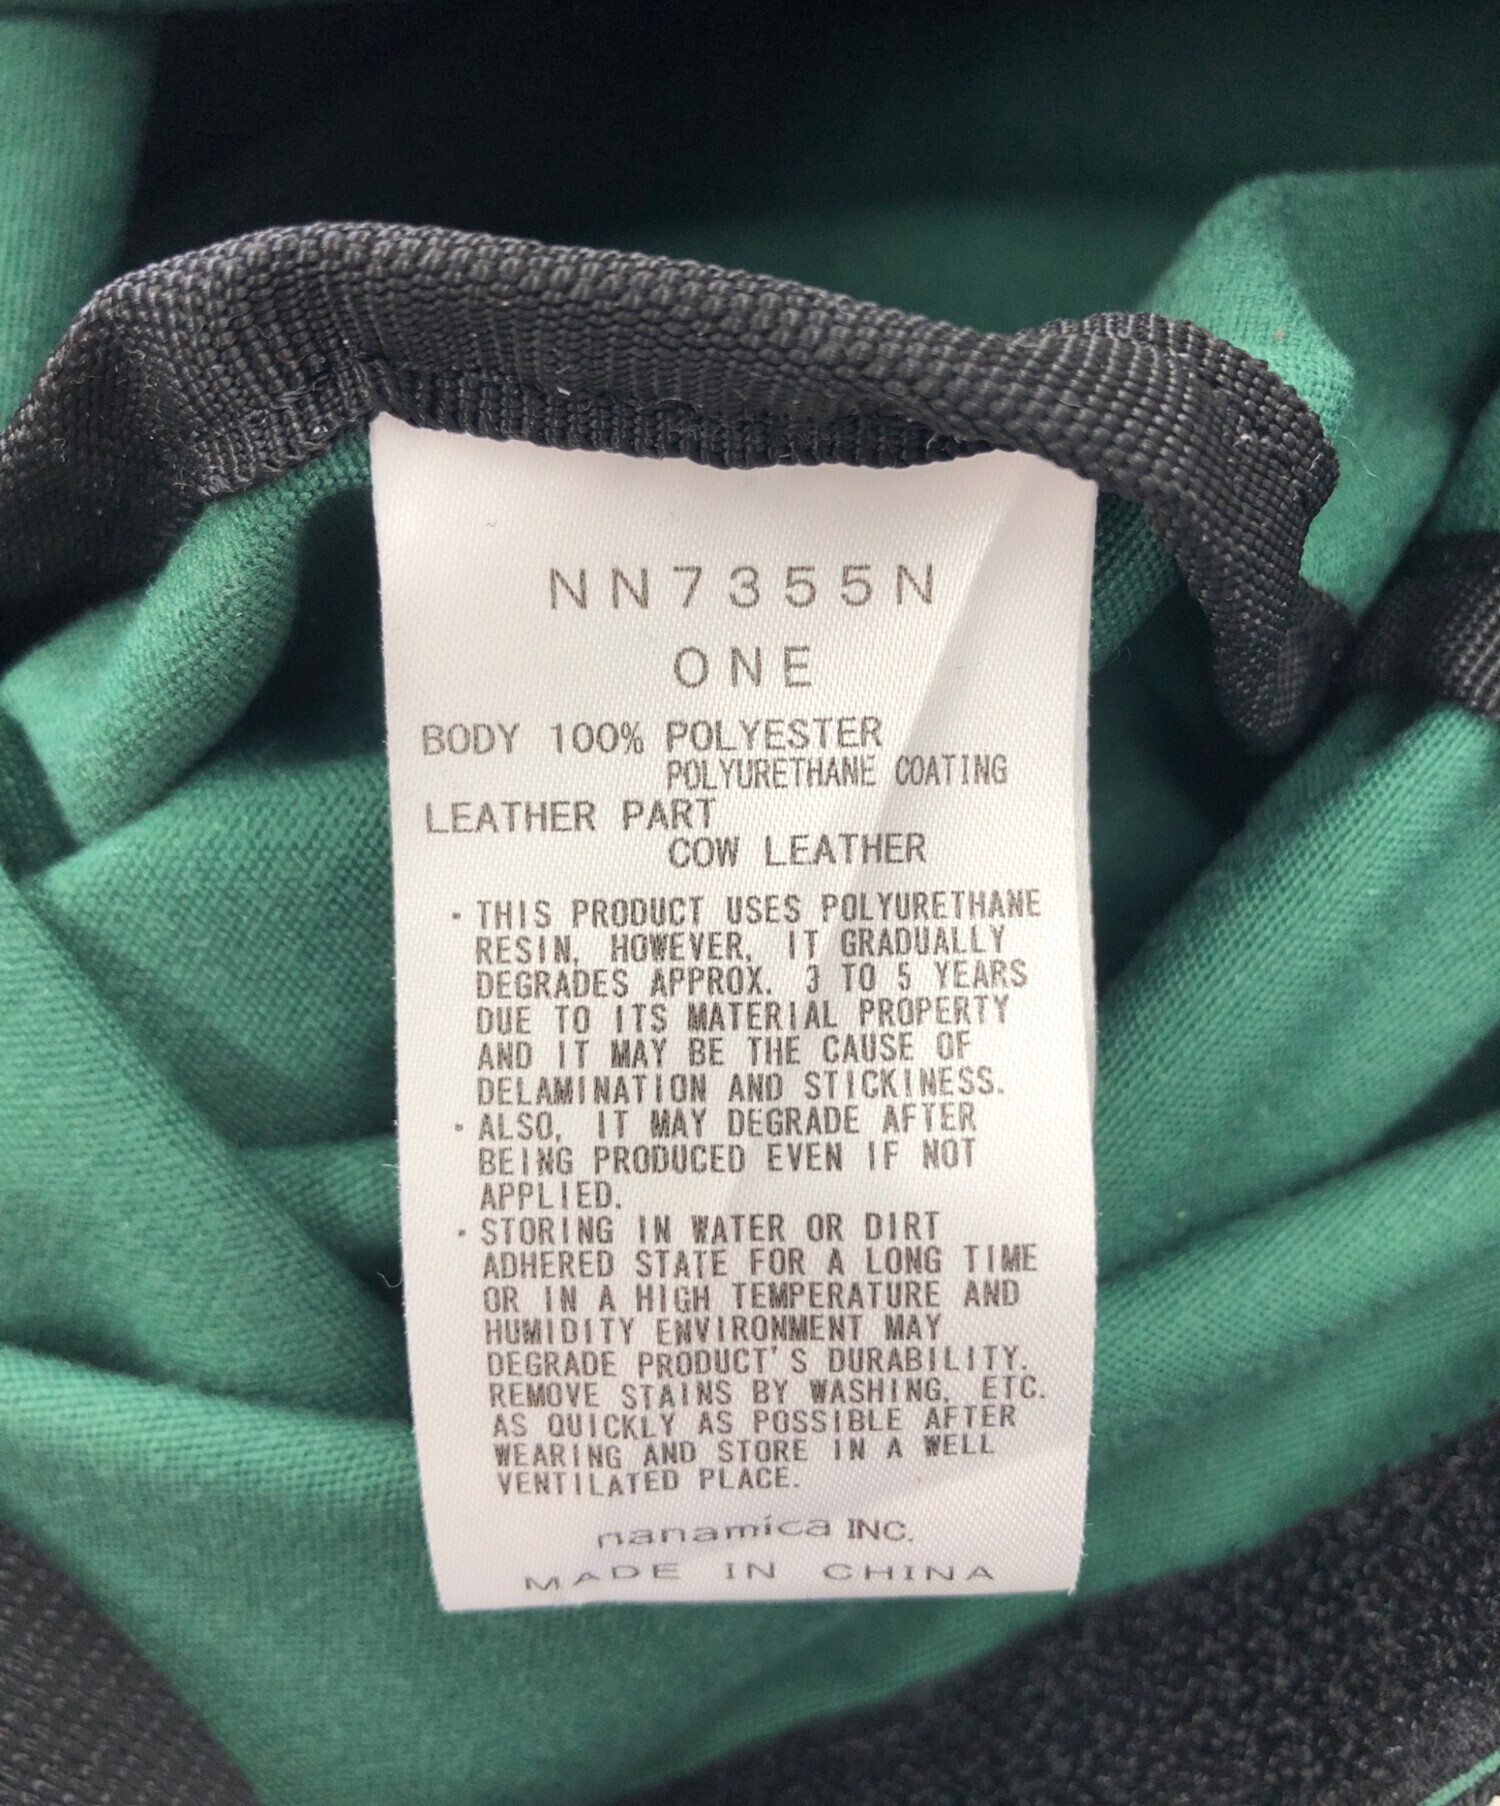 NN7355N
ONE
BODY 100% POLYESTER
POLYURETHANE COATING
LEATHER PART
COW LEATHER
・THIS PRODUCT USES POLYURETHANE
RESIN, HOWEVER, IT GRADUALLY
DEGRADES APPROX. 3 TO 5 YEARS
DUE TO ITS MATERIAL PROPERTY
AND IT MAY BE THE CAUSE OF
DELAMINATION AND STICKINESS.
・ALSO, IT MAY DEGRADE AFTER
BEING PRODUCED EVEN IF NOT
APPLIED.
・STORING IN WATER OR DIRT
ADHERED STATE FOR A LONG TIME
OR IN A HIGH TEMPERATURE AND
HUMIDITY ENVIRONMENT MAY
DEGRADE PRODUCT'S DURABILITY.
REMOVE STAINS BY WASHING, ETC.
AS QUICKLY AS POSSIBLE AFTER
WEARING AND STORE IN A WELL
VENTILATED PLACE.
nanamica INC.
MADE IN CHINA